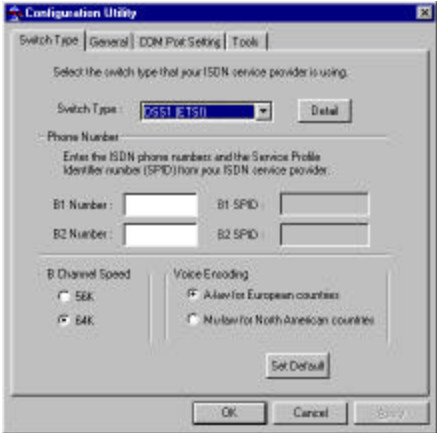 Configuration Utility
Switch Type General COM Port Setting Tools
Select the switch type that your ISDN service provider is using.
Switch Type : DSS1 (ETSI) Detail
Phone Number
Enter the ISDN phone numbers and the Service Profile
Identifier number (SPID) from your ISDN service provider.
B1 Number : B1 SPID :
B2 Number : B2 SPID :
B Channel Speed Voice Encoding
56K A-law for European countries
64K Mu-law for North American countries
Set Default
OK Cancel